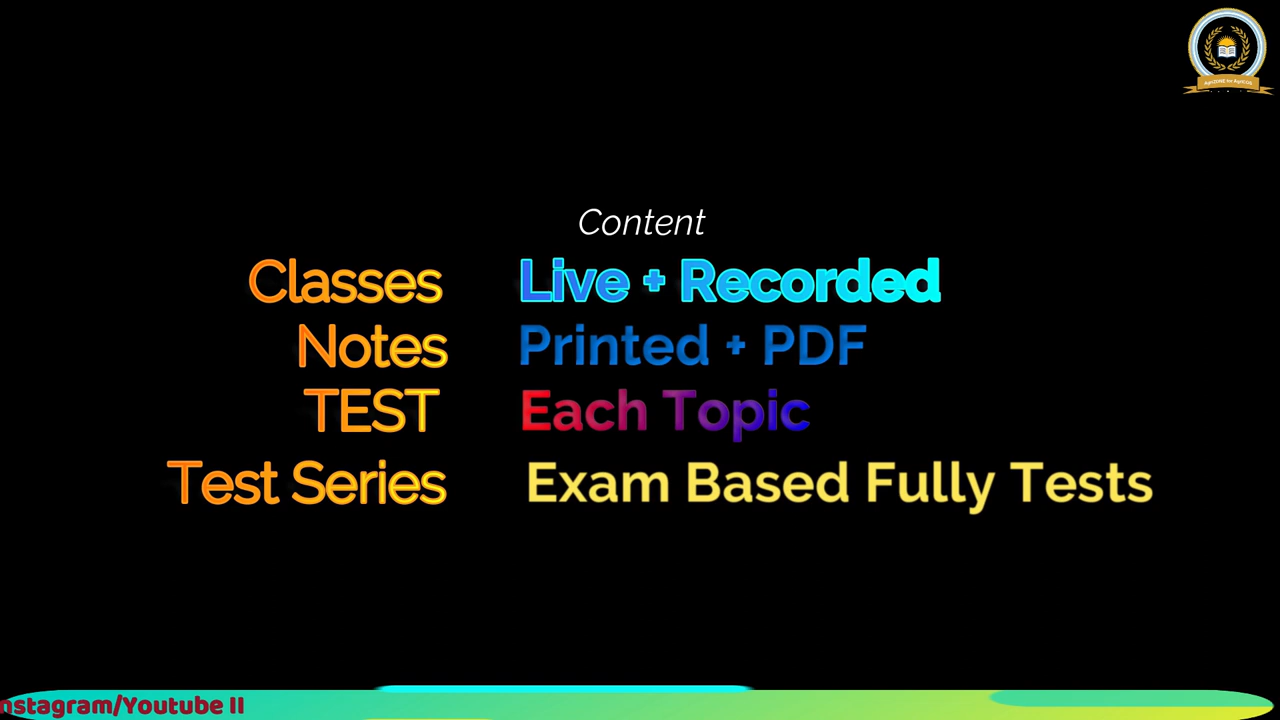 Content
Classes Live + Recorded
Notes Printed + PDF
TEST Each Topic
Test Series Exam Based Fully Tests
nstagram/Youtube II